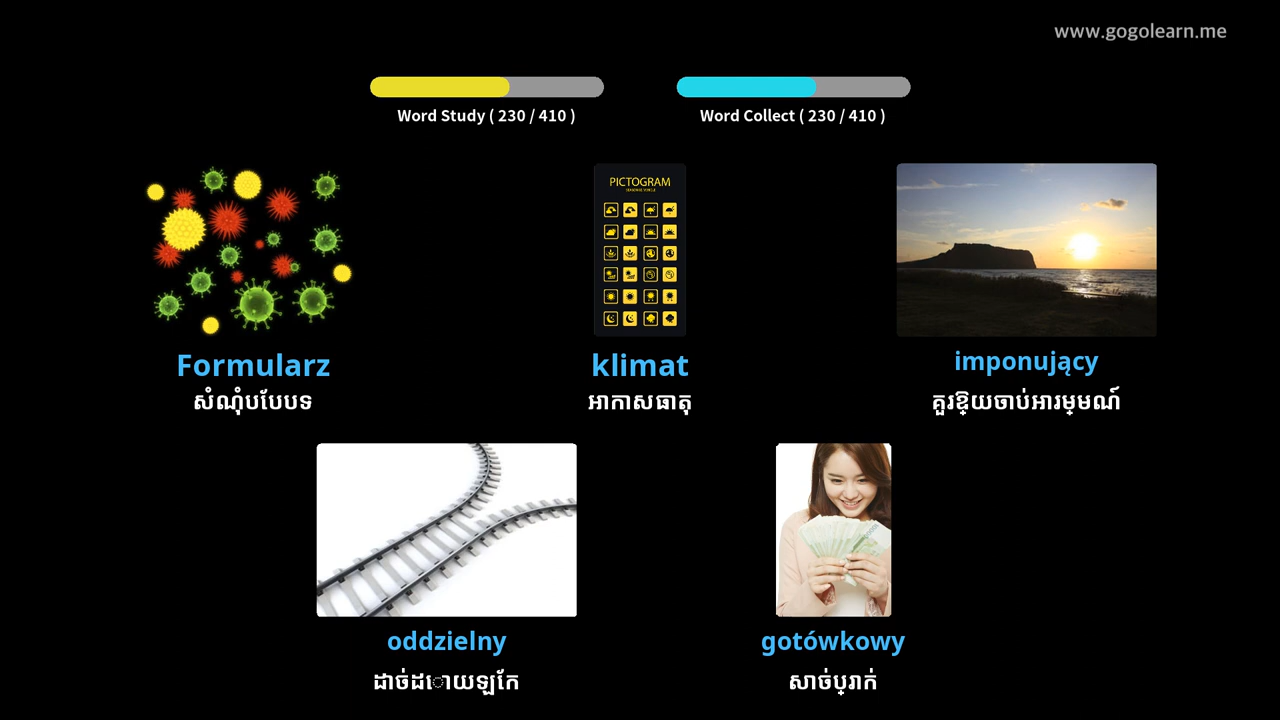 www.gogolearn.me
Word Study ( 230 / 410 )
Word Collect ( 230 / 410 )
PICTOGRAM
Formularz
សំណុំបបែបទ
klimat
អាកាសធាតុ
imponujący
គួរឱ្យចាប់អារម្មណ៍
oddzielny
ដាច់ដោយឡកែ
gotówkowy
សាច់ប្រាក់